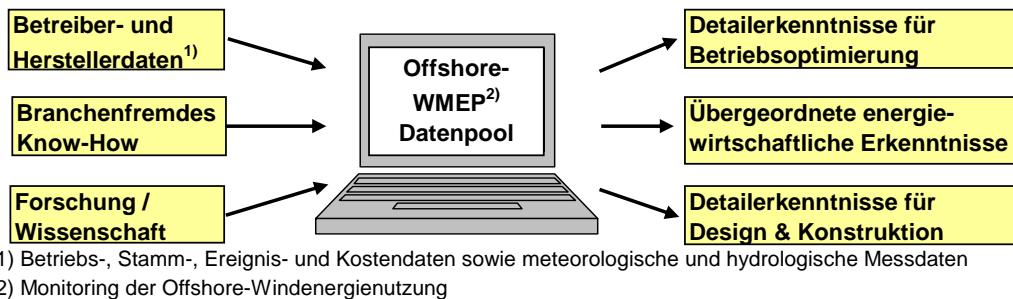 Betreiber- und
Herstellerdaten1)
Branchenfremdes
Know-How
Forschung /
Wissenschaft
Offshore-
WMEP2)
Datenpool
Detailerkenntnisse für
Betriebsoptimierung
Übergeordnete energie-
wirtschaftliche Erkenntnisse
Detailerkenntnisse für
Design & Konstruktion
1) Betriebs-, Stamm-, Ereignis- und Kostendaten sowie meteorologische und hydrologische Messdaten
2) Monitoring der Offshore-Windenergienutzung